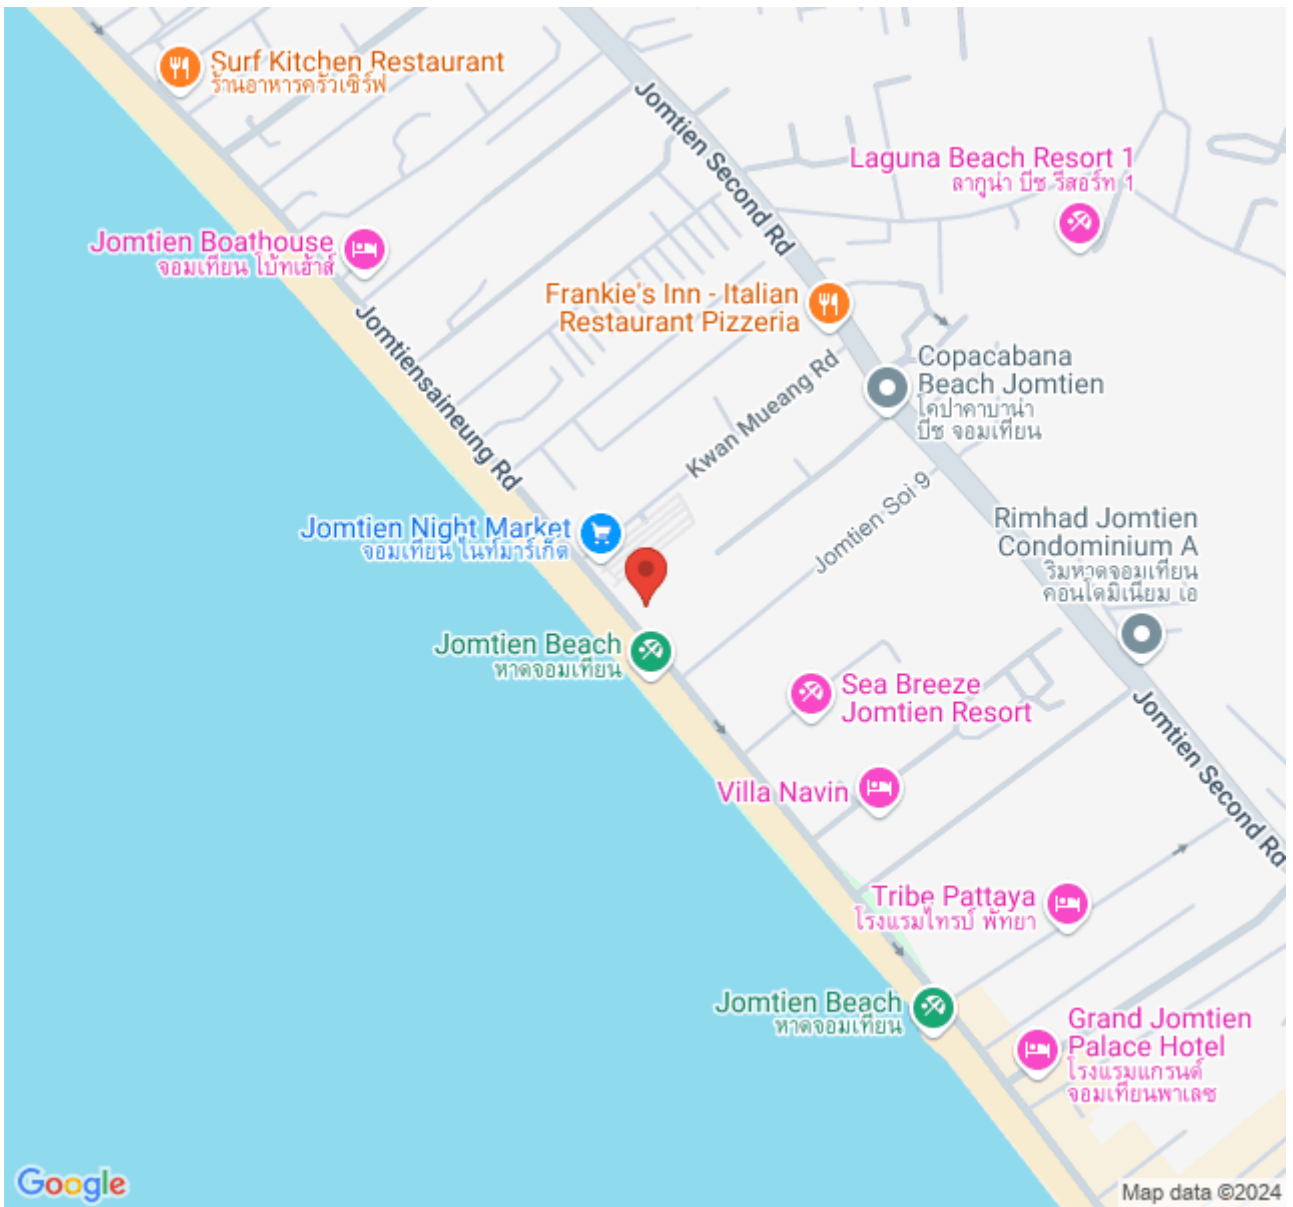 Surf Kitchen Restaurant
ร้านอาหารครัวเซิร์ฟ
Jomtien Second Rd
Laguna Beach Resort 1
ลากูน่า บีช รีสอร์ท 1
Jomtien Boathouse
จอมเทียน โบ้ทเฮ้าส์
Frankie's Inn - Italian
Restaurant Pizzeria
Jomtiensaineung Rd
Kwan Mueang Rd
Copacabana
Beach Jomtien
โคปาคาบาน่า
บีช จอมเทียน
Jomtien Soi 9
Jomtien Night Market
จอมเทียน ไนท์มาร์เก็ต
Rimhad Jomtien
Condominium A
ริมหาดจอมเทียน
คอนโดมิเนียม เอ
Jomtien Beach
หาดจอมเทียน
Sea Breeze
Jomtien Resort
Jomtien Second Rd
Villa Navin
Tribe Pattaya
โรงแรมไทรบ์ พัทยา
Jomtien Beach
หาดจอมเทียน
Grand Jomtien
Palace Hotel
โรงแรมแกรนด์
จอมเทียนพาเลซ
Google
Map data ©2024